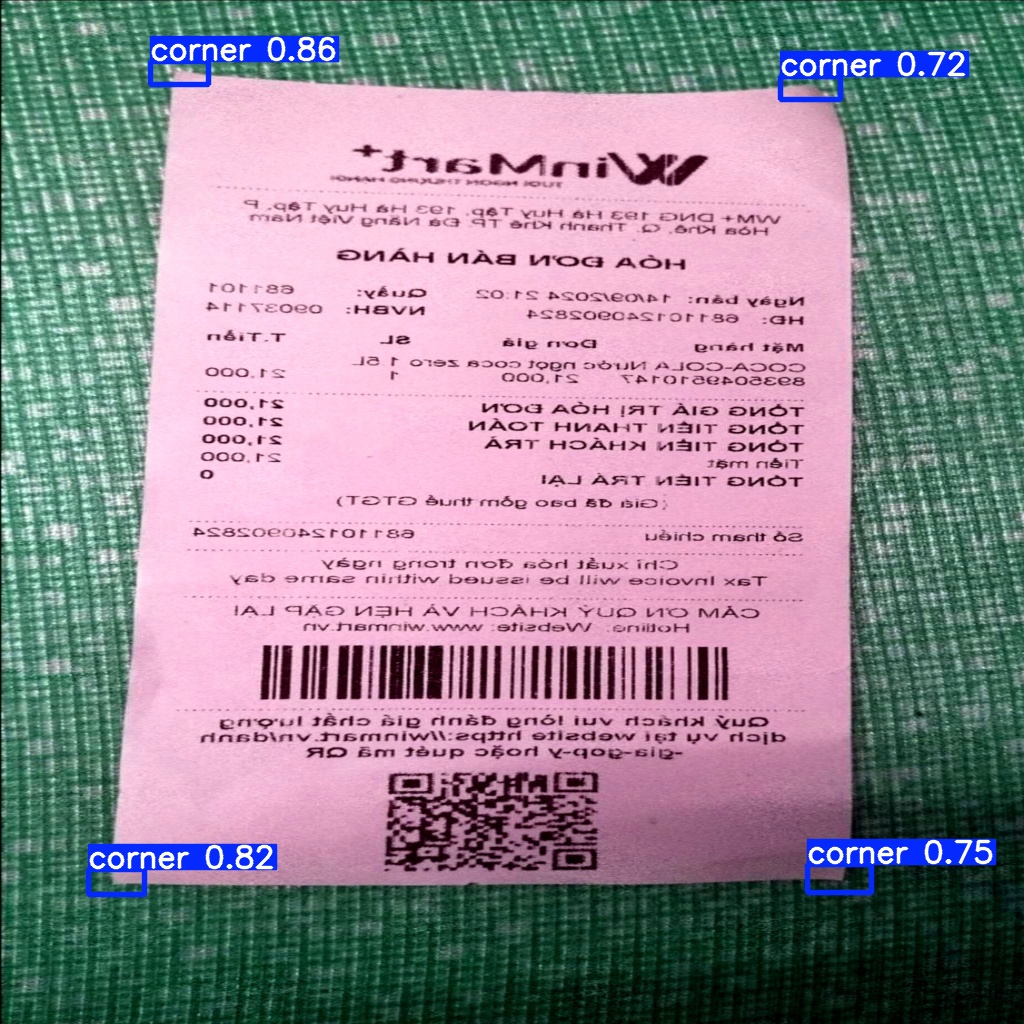 corner 0.86
corner 0.72
WinMart+
WM+ DNG 193 Hà Huy Tập, 193 Hà Huy Tập, P.
Hòa Khê, Q. Thanh Khê TP. Đà Nẵng Việt Nam
HÓA ĐƠN BÁN HÀNG
Ngày bán: 14/09/2024 21:02 Quầy: 681101
HĐ: 681101240902824 NVBH: 09037114
Mặt hàng Đơn giá SL T.Tiền
COCA-COLA Nước ngọt coca zero 1.5L
8935049510147 21,000 1 21,000
TỔNG GIÁ TRỊ HÓA ĐƠN 21,000
TỔNG TIỀN THANH TOÁN 21,000
TỔNG TIỀN KHÁCH TRẢ 21,000
Tiền mặt 21,000
TỔNG TIỀN TRẢ LẠI 0
(Giá đã bao gồm thuế GTGT)
Số tham chiếu 681101240902824
Chỉ xuất hóa đơn trong ngày
Tax Invoice will be issued within same day
CẢM ƠN QUÝ KHÁCH VÀ HẸN GẶP LẠI
Hotline: Website: www.winmart.vn
Quý khách vui lòng đánh giá chất lượng
dịch vụ tại website https://winmart.vn/danh
-gia-gop-y hoặc quét mã QR
corner 0.82
corner 0.75